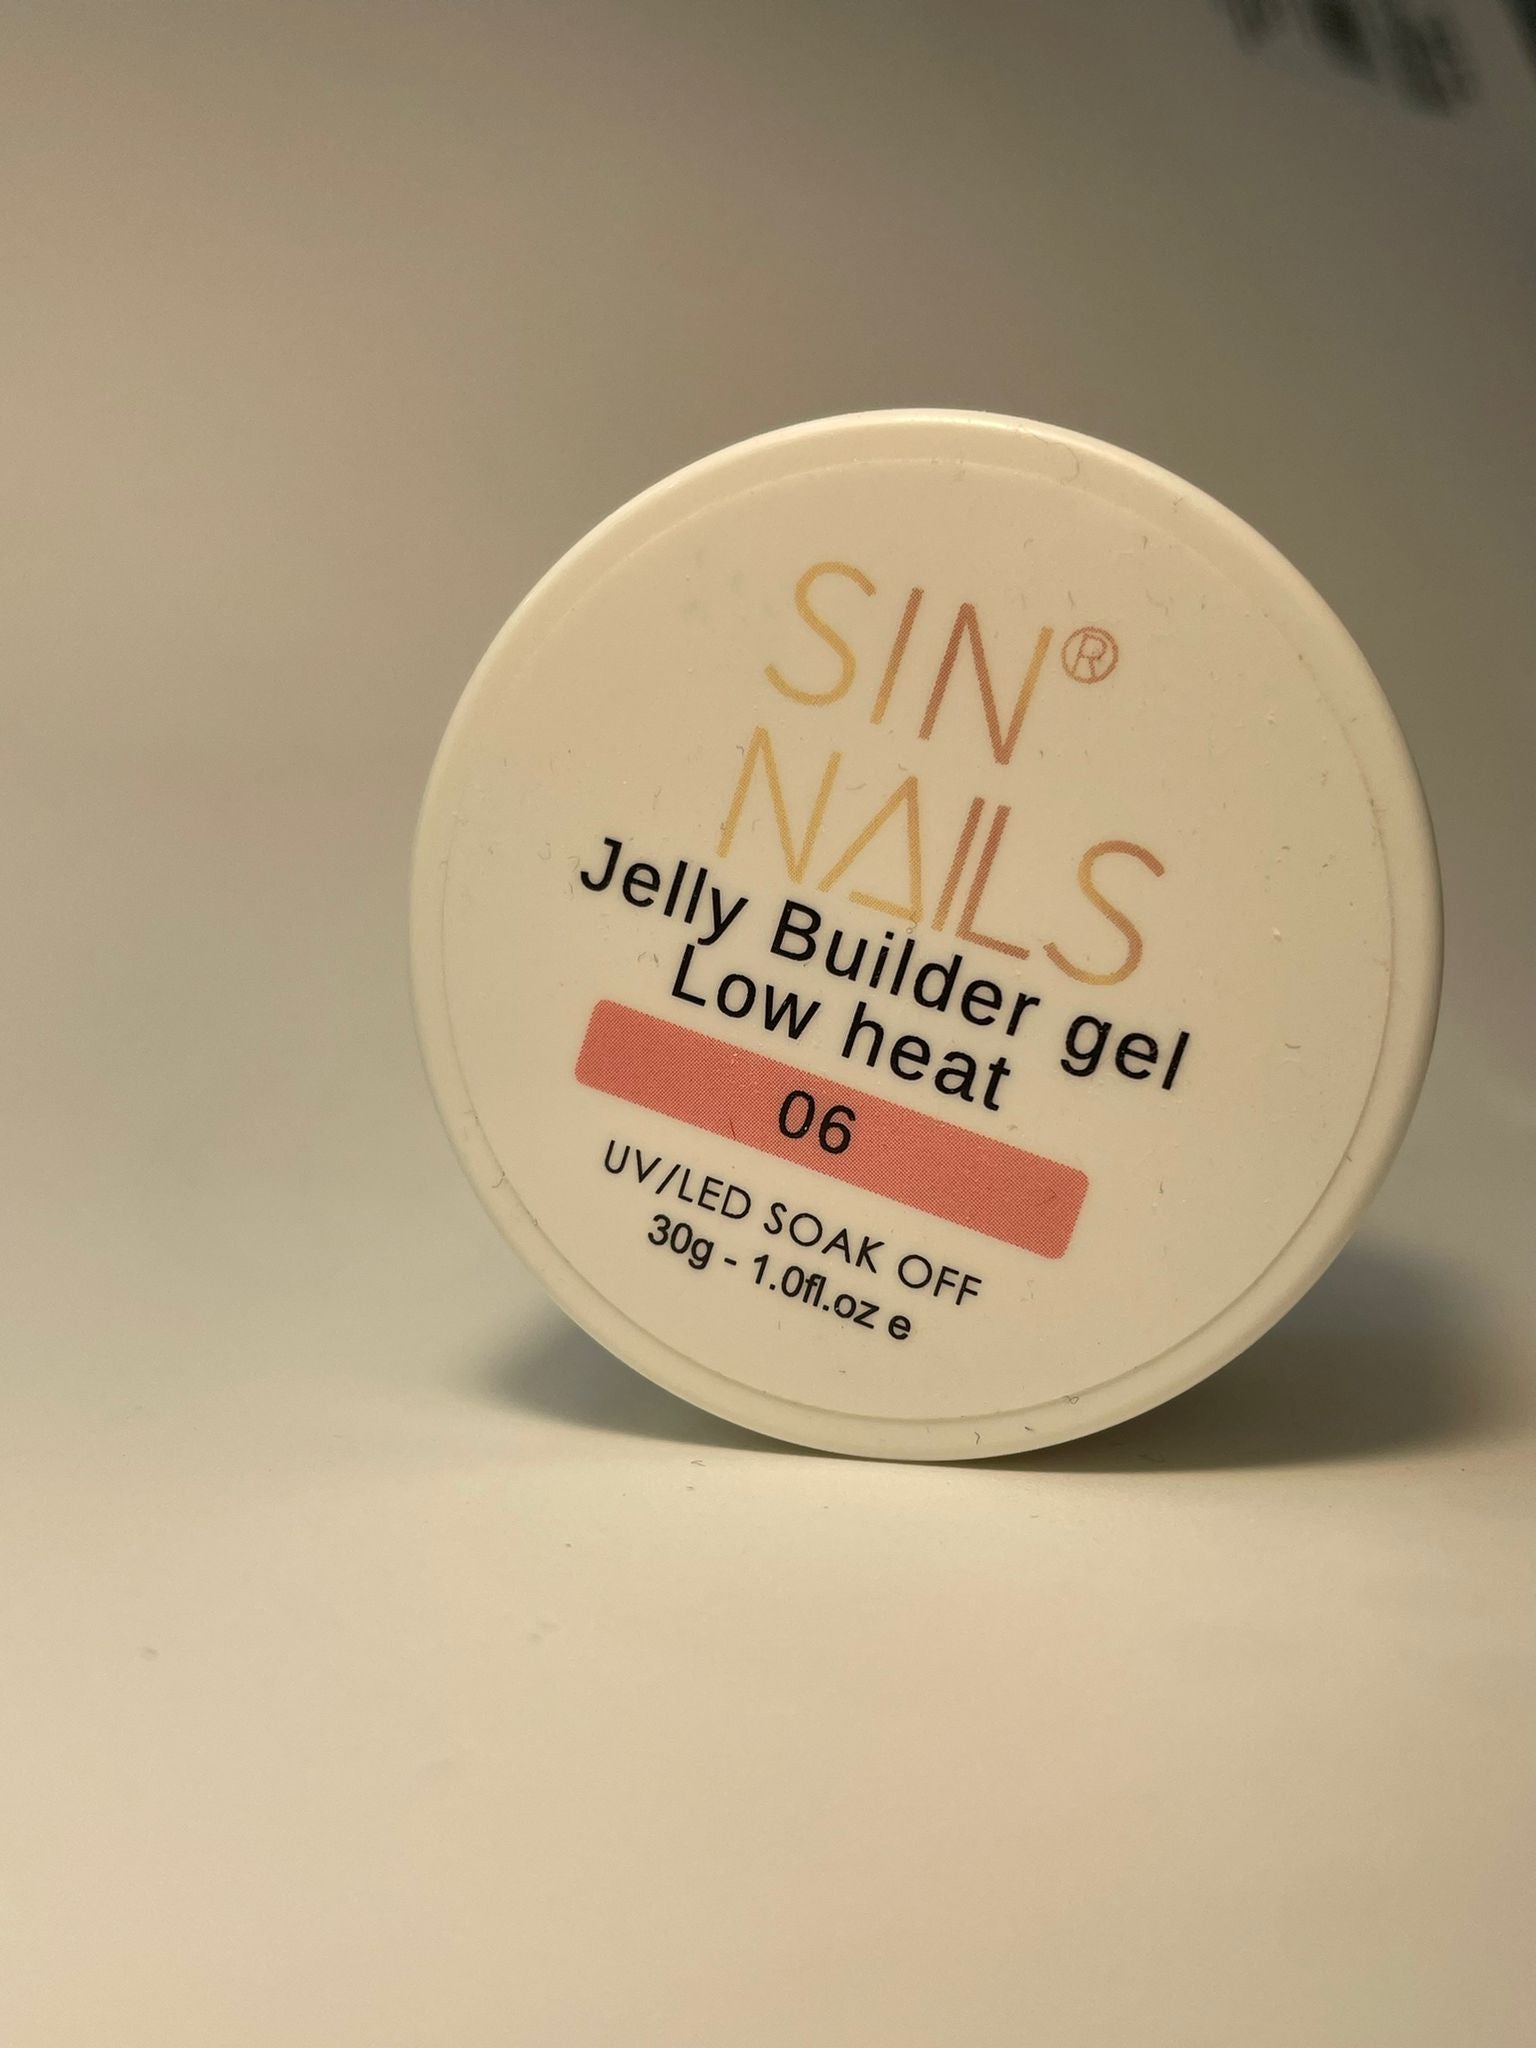 SIN®
NAILS
Jelly Builder gel
Low heat
06
UV/LED SOAK OFF
30g - 1.0fl.oz e